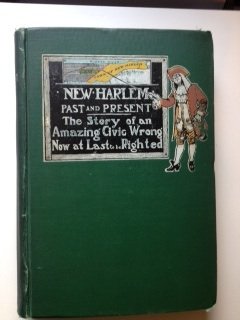 NEW HARLEM
PAST AND PRESENT
The Story of an
Amazing Civic Wrong
Now at Last to be Righted